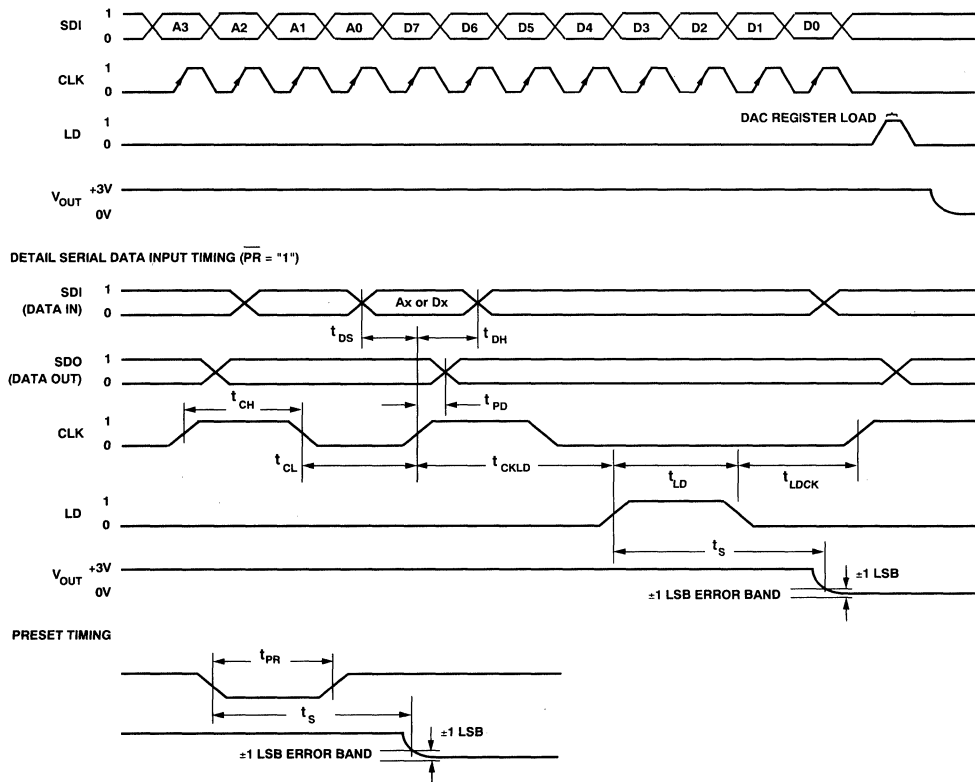 SDI 1 0 A3 A2 A1 A0 D7 D6 D5 D4 D3 D2 D1 D0
CLK 1 0
DAC REGISTER LOAD
LD 1 0
VOUT +3V 0V
DETAIL SERIAL DATA INPUT TIMING (PR = "1")
SDI (DATA IN) 1 0 Ax or Dx
tDS tDH
SDO (DATA OUT) 1 0
tCH tPD
CLK 1 0
tCL tCKLD tLD tLDCK
LD 1 0
tS
VOUT +3V 0V
±1 LSB
±1 LSB ERROR BAND
PRESET TIMING
tPR
tS
±1 LSB
±1 LSB ERROR BAND